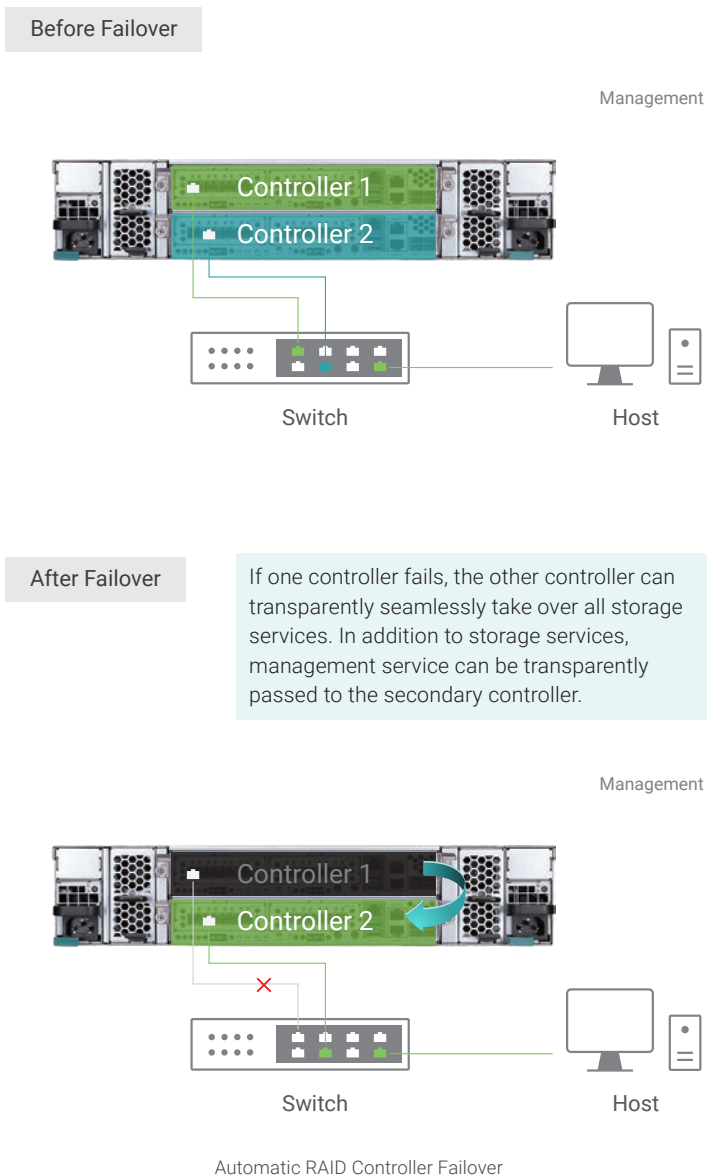 Before Failover
Management
Controller 1
Controller 2
Switch
Host
After Failover
If one controller fails, the other controller can
transparently seamlessly take over all storage
services. In addition to storage services,
management service can be transparently
passed to the secondary controller.
Management
Controller 1
Controller 2
Switch
Host
Automatic RAID Controller Failover